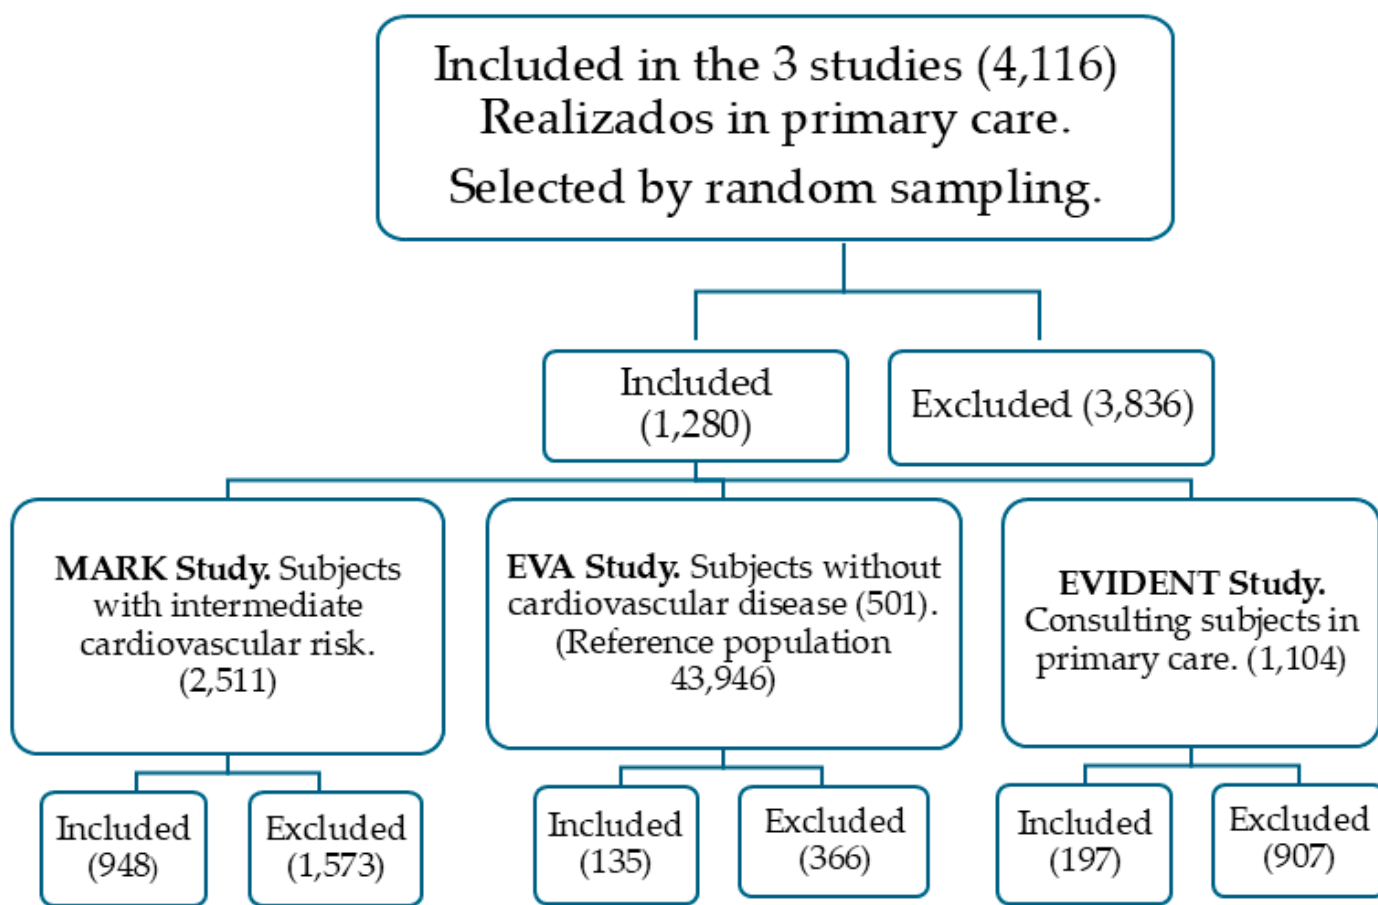 Included in the 3 studies (4,116)
Realizados in primary care.
Selected by random sampling.
Included
(1,280)
Excluded (3,836)
MARK Study. Subjects
with intermediate
cardiovascular risk.
(2,511)
EVA Study. Subjects without
cardiovascular disease (501).
(Reference population
43,946)
EVIDENT Study.
Consulting subjects in
primary care. (1,104)
Included
(948)
Excluded
(1,573)
Included
(135)
Excluded
(366)
Included
(197)
Excluded
(907)